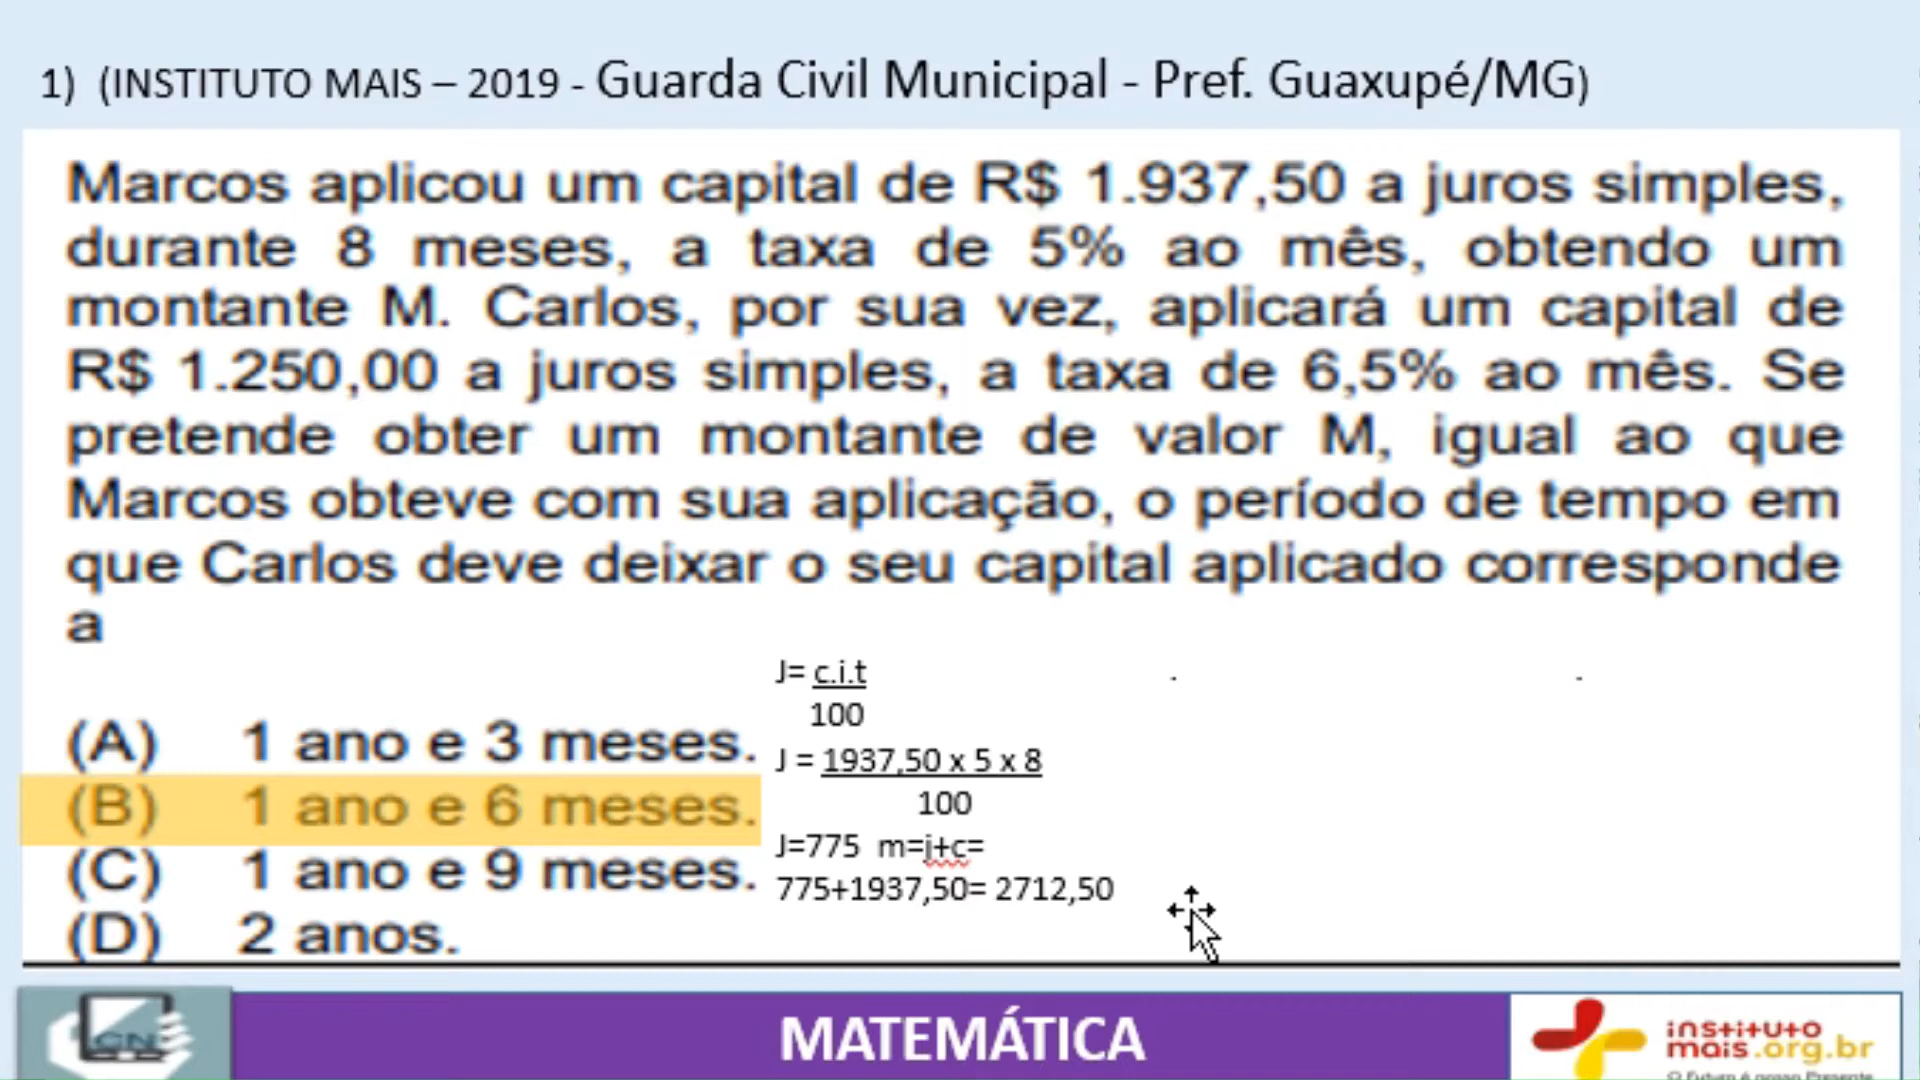 1) (INSTITUTO MAIS – 2019 - Guarda Civil Municipal - Pref. Guaxupé/MG)
Marcos aplicou um capital de R$ 1.937,50 a juros simples,
durante 8 meses, a taxa de 5% ao mês, obtendo um
montante M. Carlos, por sua vez, aplicará um capital de
R$ 1.250,00 a juros simples, a taxa de 6,5% ao mês. Se
pretende obter um montante de valor M, igual ao que
Marcos obteve com sua aplicação, o período de tempo em
que Carlos deve deixar o seu capital aplicado corresponde
a
(A) 1 ano e 3 meses.
(B) 1 ano e 6 meses.
(C) 1 ano e 9 meses.
(D) 2 anos.
J= c.i.t
100
J = 1937,50 x 5 x 8
100
J=775 m=j+c=
775+1937,50= 2712,50
CN
MATEMÁTICA
instituto
mais.org.br
O Futuro é nosso Presente